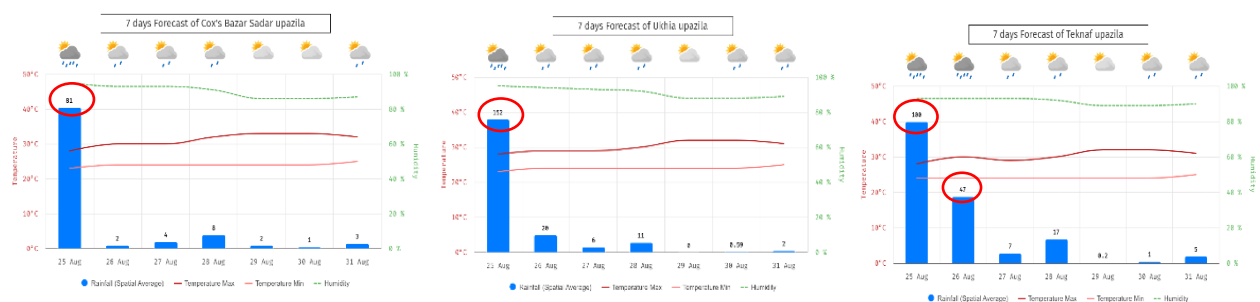 7 days Forecast of Cox's Bazar Sadar upazila
50°C
40°C
30°C
20°C
10°C
0°C
Temperature
100 %
80 %
60 %
40 %
20 %
0 %
Humidity
81
2
4
8
2
1
3
25 Aug
26 Aug
27 Aug
28 Aug
29 Aug
30 Aug
31 Aug
Rainfall (Spatial Average)
Temperature Max
Temperature Min
Humidity
7 days Forecast of Ukhia upazila
50°C
40°C
30°C
20°C
10°C
0°C
Temperature
100 %
80 %
60 %
40 %
20 %
0 %
Humidity
152
20
6
11
0
0.59
2
25 Aug
26 Aug
27 Aug
28 Aug
29 Aug
30 Aug
31 Aug
Rainfall (Spatial Average)
Temperature Max
Temperature Min
Humidity
7 days Forecast of Teknaf upazila
50°C
40°C
30°C
20°C
10°C
0°C
Temperature
100 %
80 %
60 %
40 %
20 %
0 %
Humidity
100
47
7
17
0.2
1
5
25 Aug
26 Aug
27 Aug
28 Aug
29 Aug
30 Aug
31 Aug
Rainfall (Spatial Average)
Temperature Max
Temperature Min
Humidity